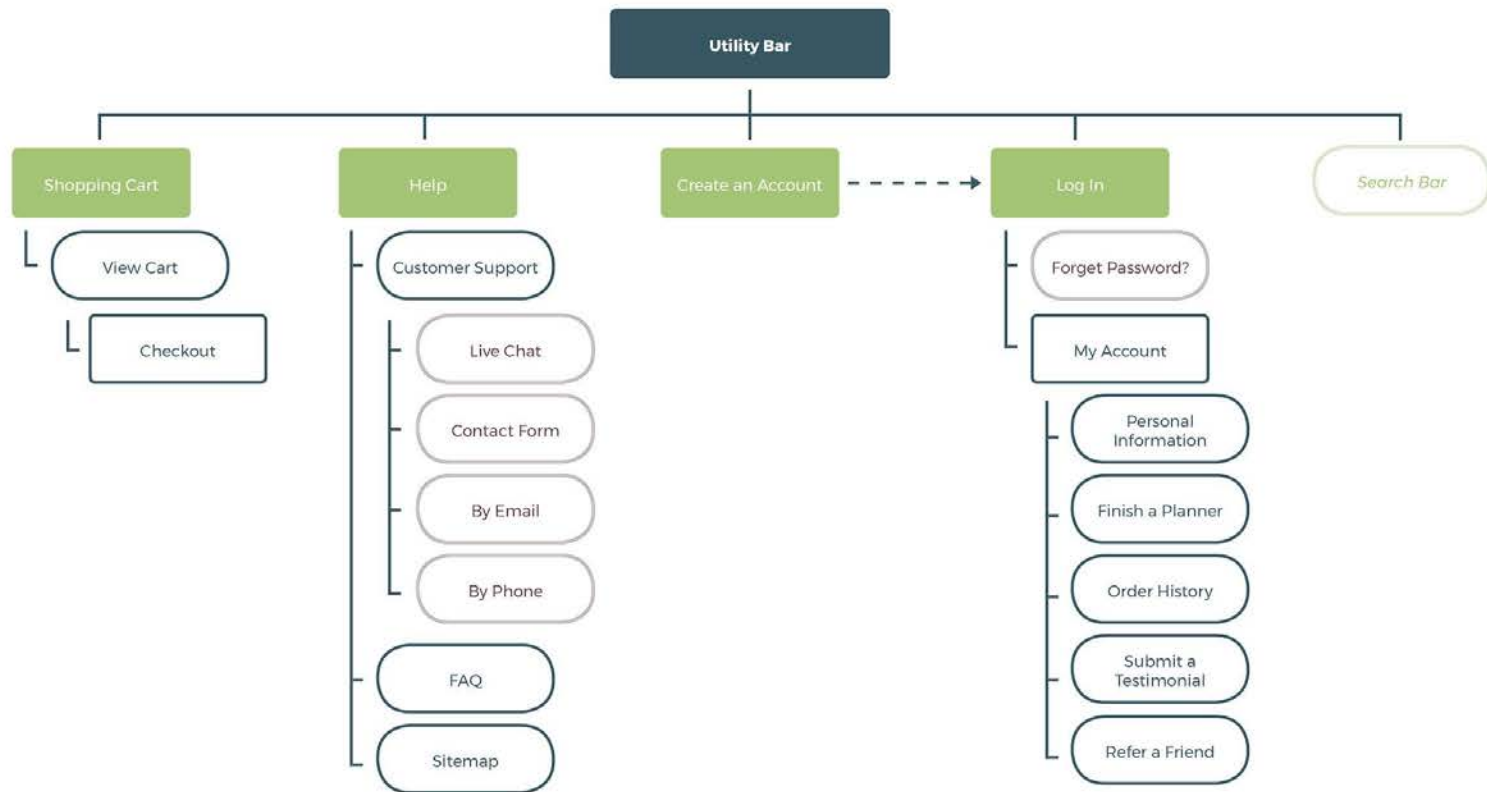 Utility Bar
Shopping Cart
View Cart
Checkout
Help
Customer Support
Live Chat
Contact Form
By Email
By Phone
FAQ
Sitemap
Create an Account
Log In
Forget Password?
My Account
Personal
Information
Finish a Planner
Order History
Submit a
Testimonial
Refer a Friend
Search Bar